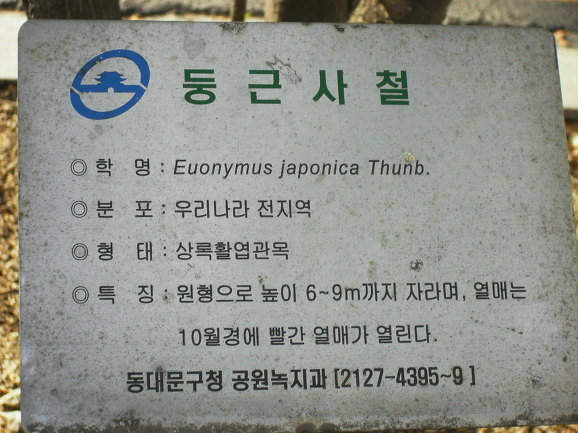 둥근사철
◎ 학 명 : Euonymus japonica Thunb.
◎ 분 포 : 우리나라 전지역
◎ 형 태 : 상록활엽관목
◎ 특 징 : 원형으로 높이 6~9m까지 자라며, 열매는
10월경에 빨간 열매가 열린다.
동대문구청 공원녹지과 [2127-4395~9 ]